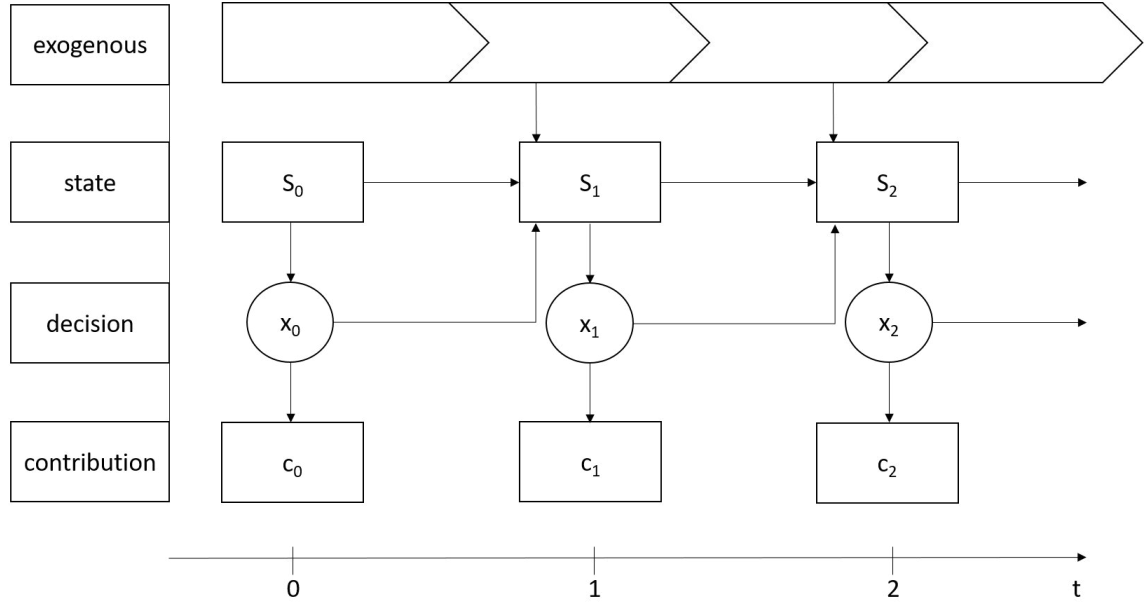 exogenous
state S₀ S₁ S₂
decision x₀ x₁ x₂
contribution c₀ c₁ c₂
0 1 2 t